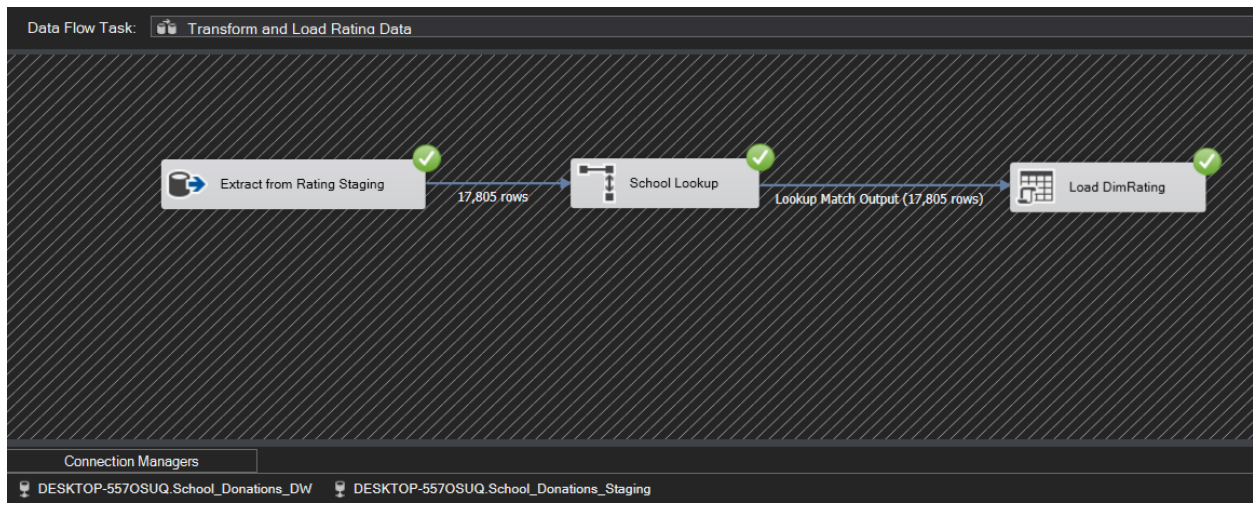 Data Flow Task: Transform and Load Rating Data
Extract from Rating Staging
17,805 rows
School Lookup
Lookup Match Output (17,805 rows)
Load DimRating
Connection Managers
DESKTOP-557OSUQ.School_Donations_DW DESKTOP-557OSUQ.School_Donations_Staging